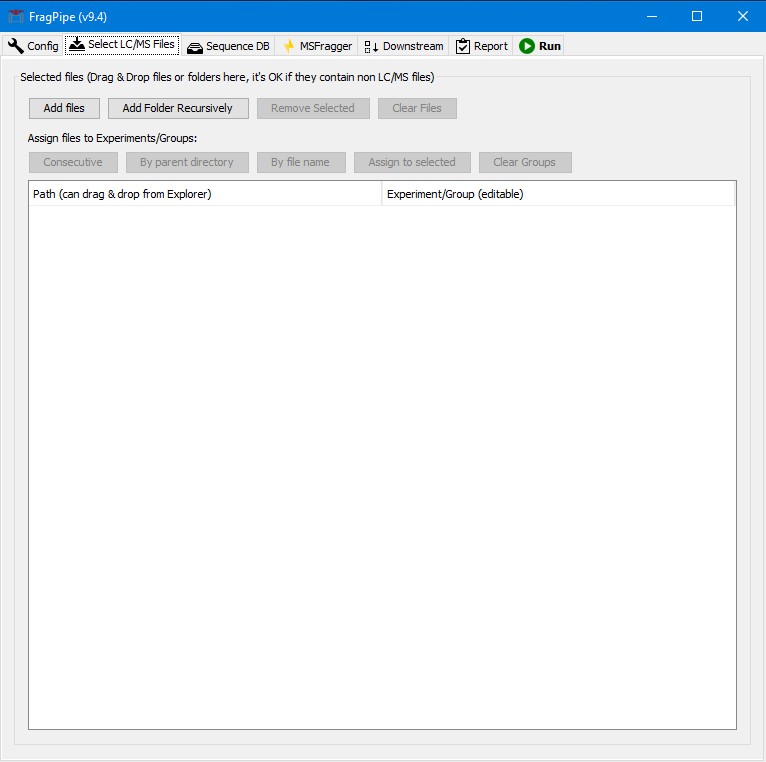 FragPipe (v9.4)
Config Select LC/MS Files Sequence DB MSFragger Downstream Report Run
Selected files (Drag & Drop files or folders here, it's OK if they contain non LC/MS files)
Add files Add Folder Recursively Remove Selected Clear Files
Assign files to Experiments/Groups:
Consecutive By parent directory By file name Assign to selected Clear Groups
Path (can drag & drop from Explorer) Experiment/Group (editable)